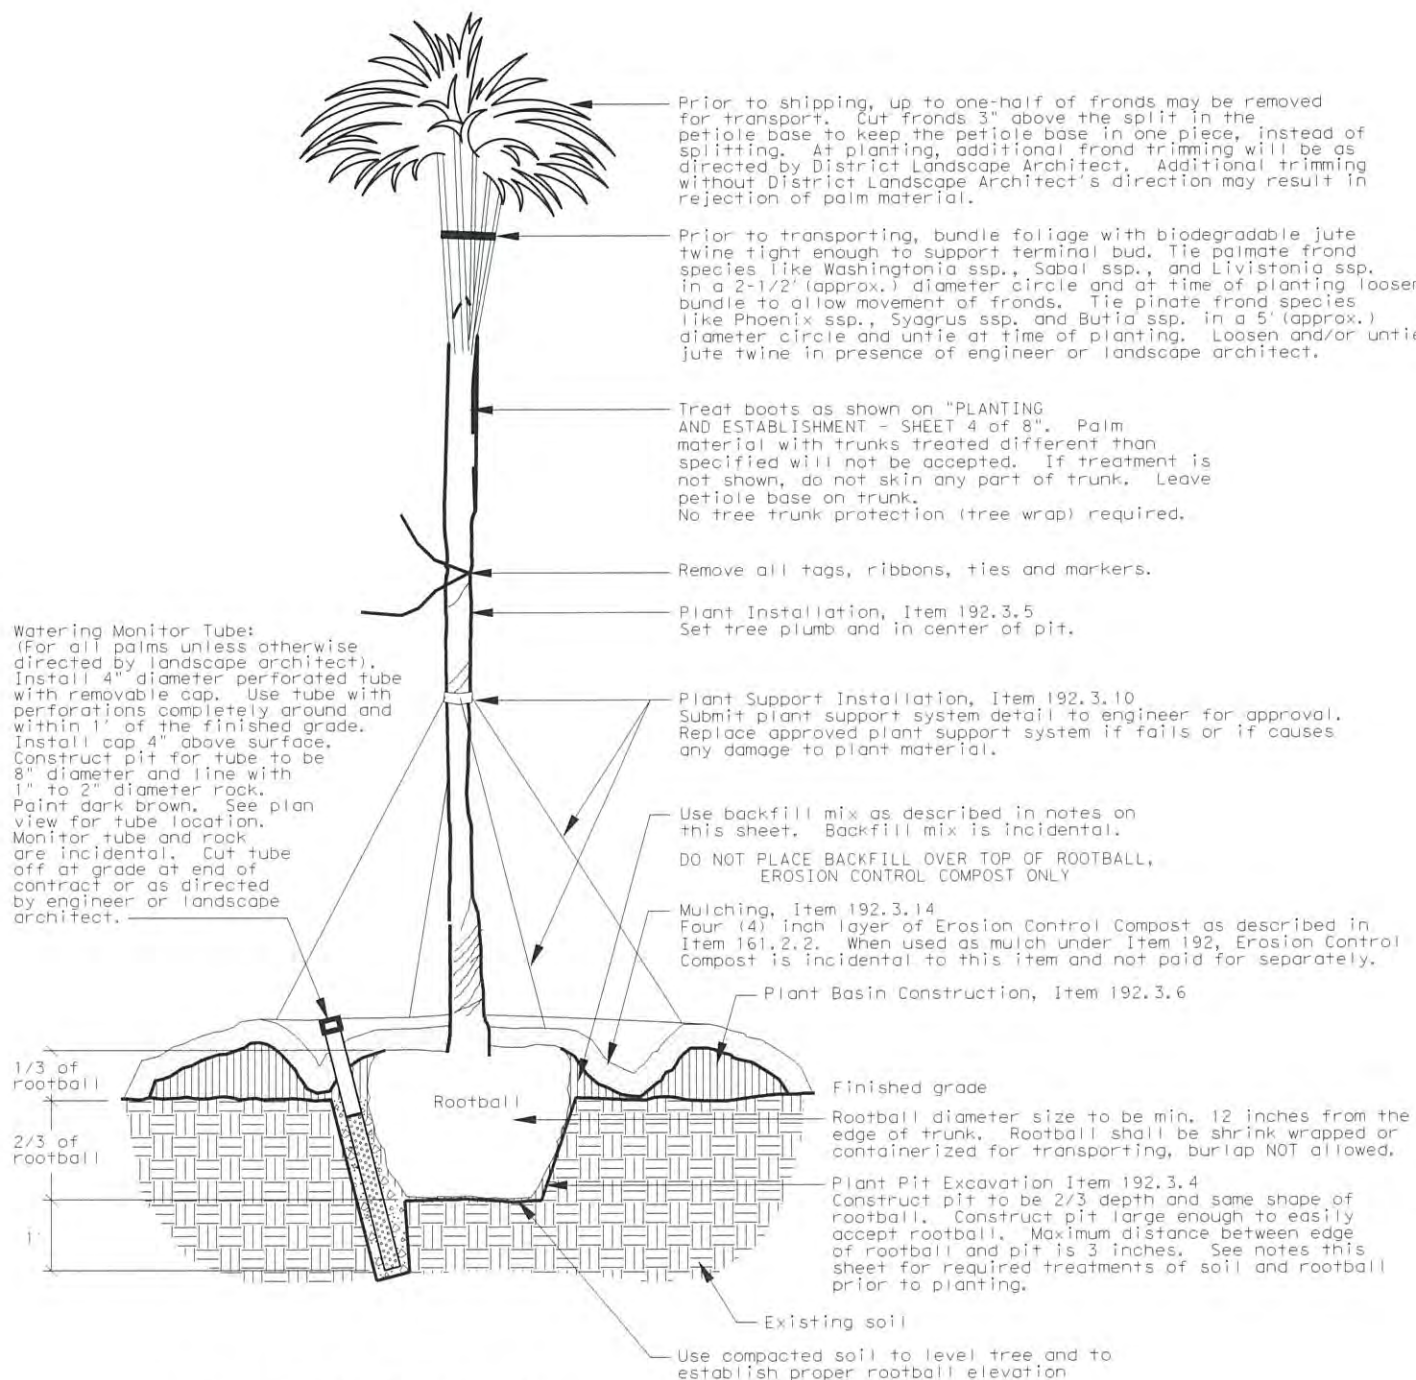 Prior to shipping, up to one-half of fronds may be removed
for transport. Cut fronds 3" above the split in the
petiole base to keep the petiole base in one piece, instead of
splitting. At planting, additional frond trimming will be as
directed by District Landscape Architect. Additional trimming
without District Landscape Architect's direction may result in
rejection of palm material.
Prior to transporting, bundle foliage with biodegradable jute
twine tight enough to support terminal bud. Tie palmate frond
species like Washingtonia ssp., Sabal ssp., and Livistonia ssp.
in a 2-1/2' (approx.) diameter circle and at time of planting loosen
bundle to allow movement of fronds. Tie pinate frond species
like Phoenix ssp., Syagrus ssp. and Butia ssp. in a 5' (approx.)
diameter circle and untie at time of planting. Loosen and/or untie
jute twine in presence of engineer or landscape architect.
Treat boots as shown on "PLANTING
AND ESTABLISHMENT - SHEET 4 of 8". Palm
material with trunks treated different than
specified will not be accepted. If treatment is
not shown, do not skin any part of trunk. Leave
petiole base on trunk.
No tree trunk protection (tree wrap) required.
Remove all tags, ribbons, ties and markers.
Plant Installation, Item 192.3.5
Set tree plumb and in center of pit.
Watering Monitor Tube:
(For all palms unless otherwise
directed by landscape architect).
Install 4" diameter perforated tube
with removable cap. Use tube with
perforations completely around and
within 1' of the finished grade.
Install cap 4" above surface.
Construct pit for tube to be
8" diameter and line with
1" to 2" diameter rock.
Paint dark brown. See plan
view for tube location.
Monitor tube and rock
are incidental. Cut tube
off at grade at end of
contract or as directed
by engineer or landscape
architect.
Plant Support Installation, Item 192.3.10
Submit plant support system detail to engineer for approval.
Replace approved plant support system if fails or if causes
any damage to plant material.
Use backfill mix as described in notes on
this sheet. Backfill mix is incidental.
DO NOT PLACE BACKFILL OVER TOP OF ROOTBALL,
EROSION CONTROL COMPOST ONLY
Mulching, Item 192.3.14
Four (4) inch layer of Erosion Control Compost as described in
Item 161.2.2. When used as mulch under Item 192, Erosion Control
Compost is incidental to this item and not paid for separately.
Plant Basin Construction, Item 192.3.6
1/3 of
rootball
2/3 of
rootball
1'
Rootball
Finished grade
Rootball diameter size to be min. 12 inches from the
edge of trunk. Rootball shall be shrink wrapped or
containerized for transporting, burlap NOT allowed.
Plant Pit Excavation Item 192.3.4
Construct pit to be 2/3 depth and same shape of
rootball. Construct pit large enough to easily
accept rootball. Maximum distance between edge
of rootball and pit is 3 inches. See notes this
sheet for required treatments of soil and rootball
prior to planting.
Existing soil
Use compacted soil to level tree and to
establish proper rootball elevation